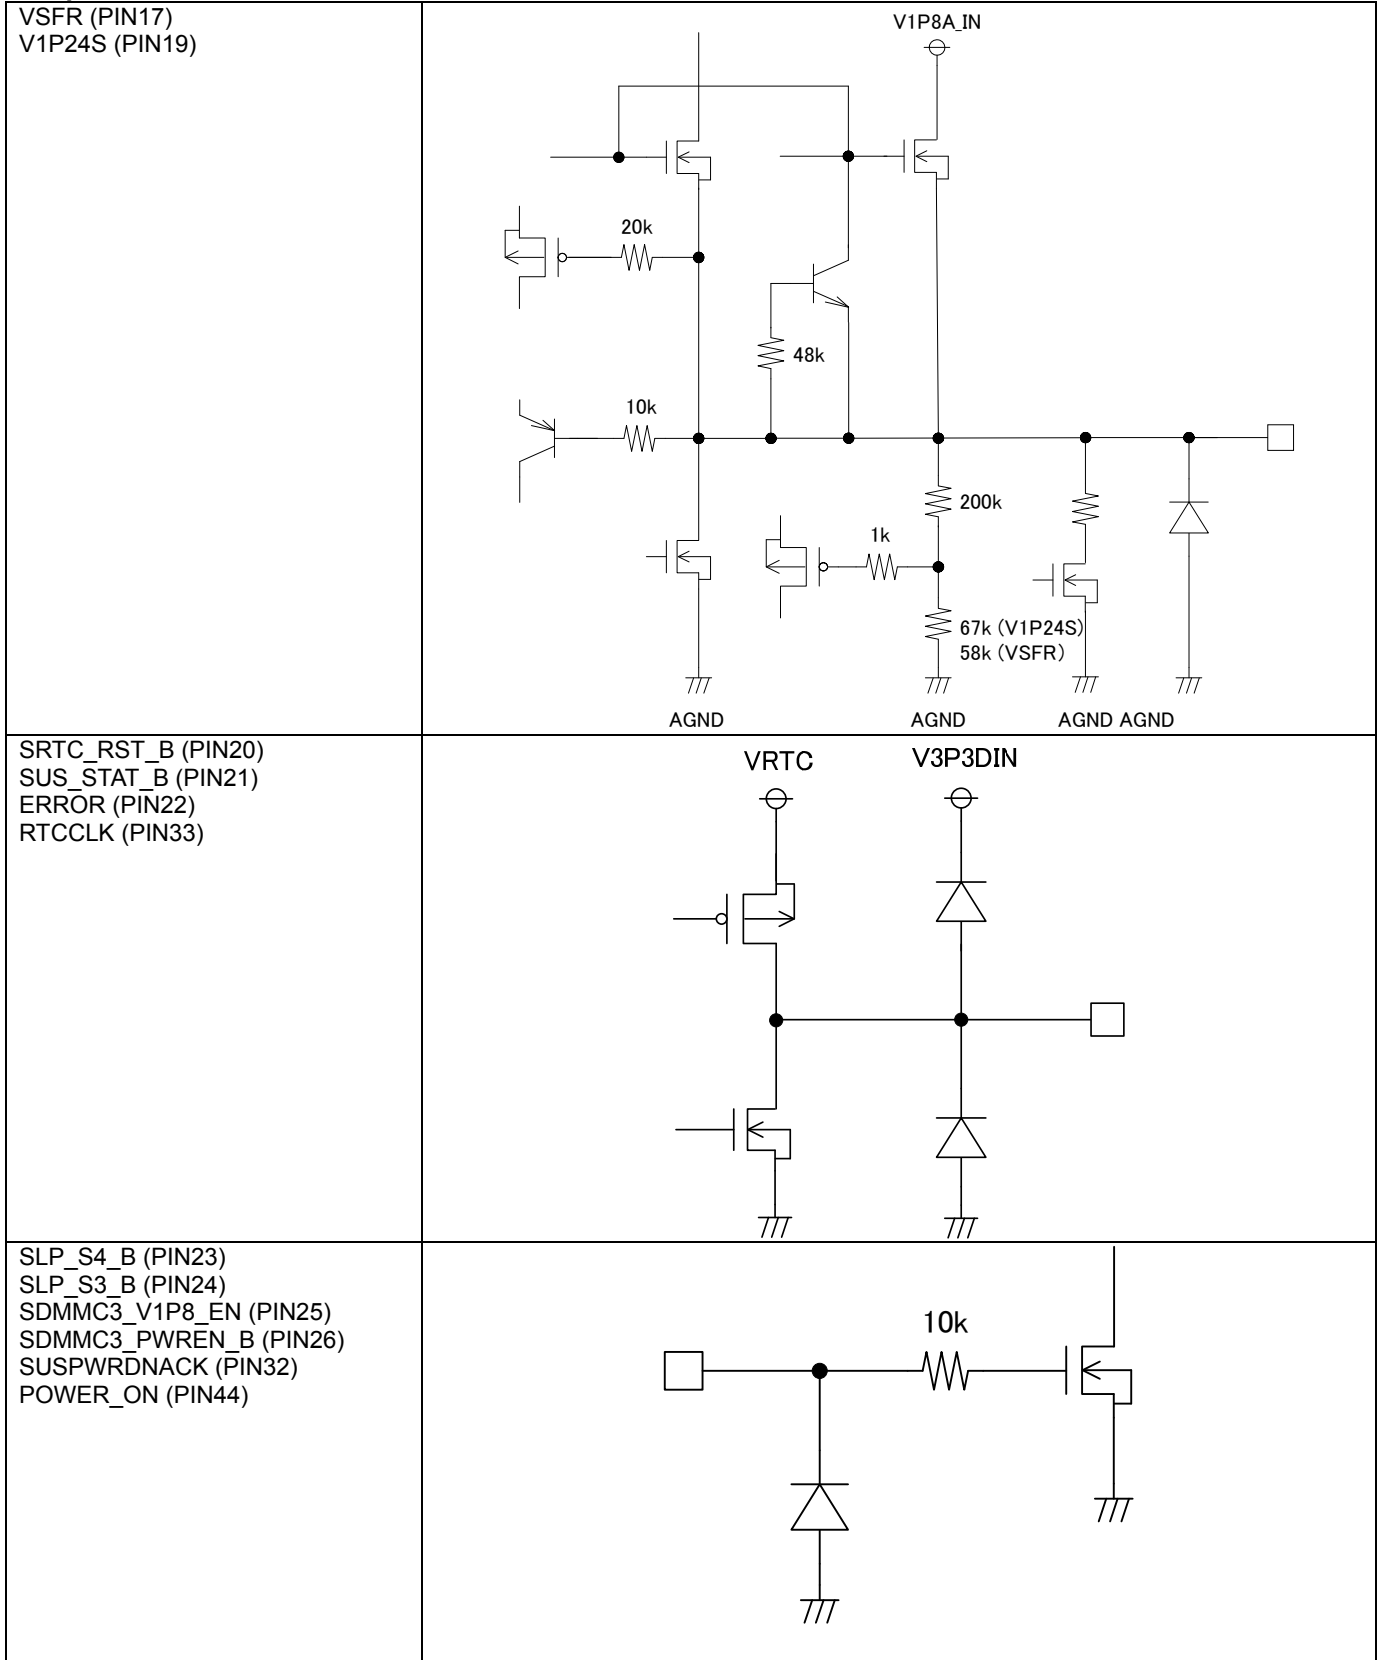 VSFR (PIN17)
V1P24S (PIN19)
V1P8A_IN
20k
48k
10k
200k
1k
67k (V1P24S)
58k (VSFR)
AGND
AGND
AGND AGND
SRTC_RST_B (PIN20)
SUS_STAT_B (PIN21)
ERROR (PIN22)
RTCCLK (PIN33)
VRTC
V3P3DIN
SLP_S4_B (PIN23)
SLP_S3_B (PIN24)
SDMMC3_V1P8_EN (PIN25)
SDMMC3_PWREN_B (PIN26)
SUSPWRDNACK (PIN32)
POWER_ON (PIN44)
10k